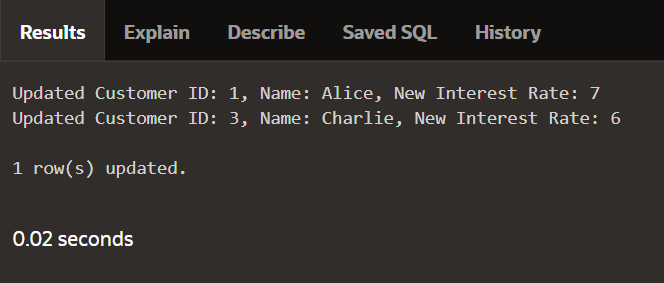 Results Explain Describe Saved SQL History
Updated Customer ID: 1, Name: Alice, New Interest Rate: 7
Updated Customer ID: 3, Name: Charlie, New Interest Rate: 6
1 row(s) updated.
0.02 seconds